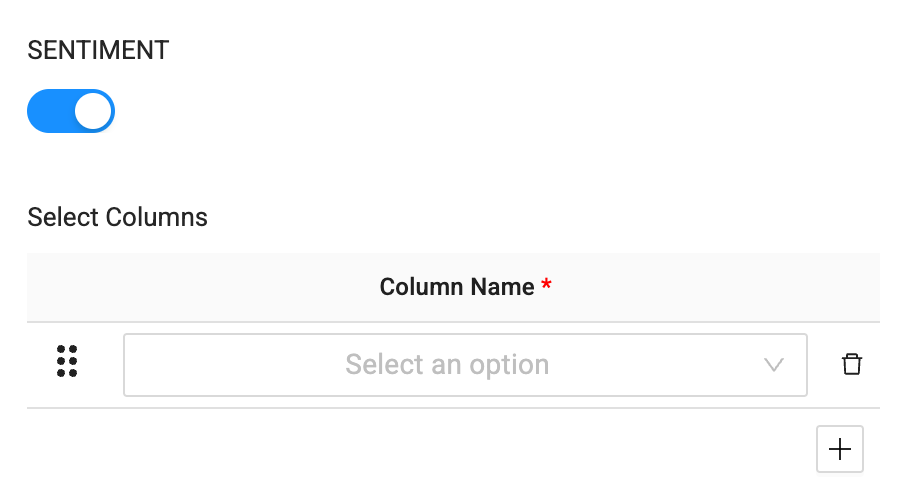 SENTIMENT
Select Columns
Column Name *
Select an option